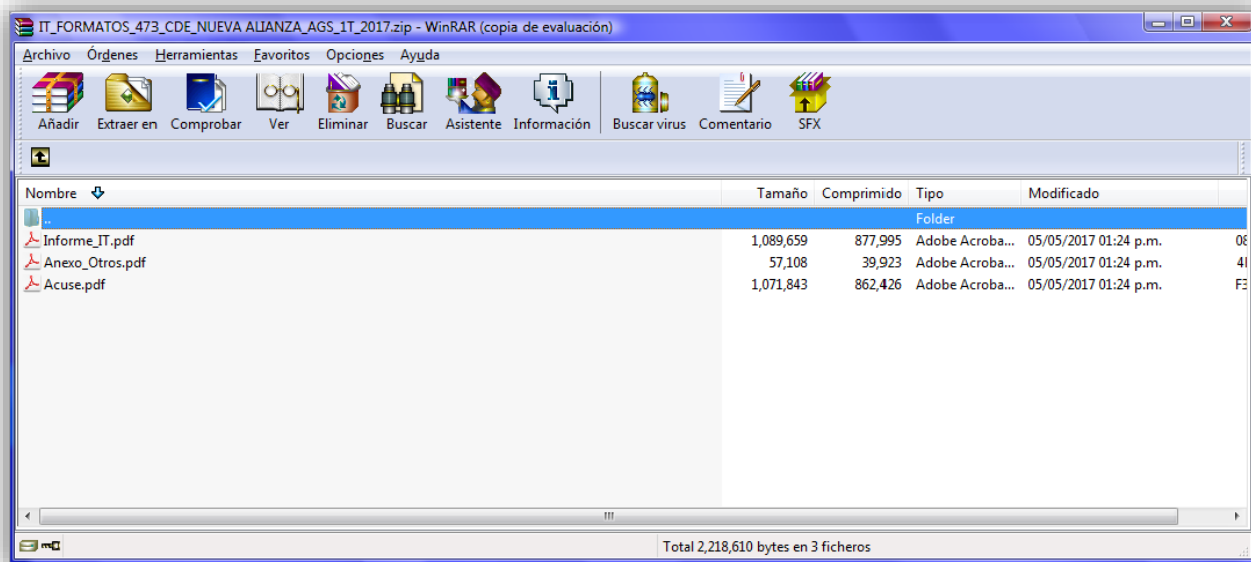 IT_FORMATOS_473_CDE_NUEVA ALIANZA_AGS_1T_2017.zip - WinRAR (copia de evaluación)
Archivo Órdenes Herramientas Favoritos Opciones Ayuda
Añadir Extraer en Comprobar Ver Eliminar Buscar Asistente Información Buscar virus Comentario SFX
Nombre Tamaño Comprimido Tipo Modificado
.. Folder
Informe_IT.pdf 1,089,659 877,995 Adobe Acroba... 05/05/2017 01:24 p.m. 08
Anexo_Otros.pdf 57,108 39,923 Adobe Acroba... 05/05/2017 01:24 p.m.
Acuse.pdf 1,071,843 862,426 Adobe Acroba... 05/05/2017 01:24 p.m.
Total 2,218,610 bytes en 3 ficheros